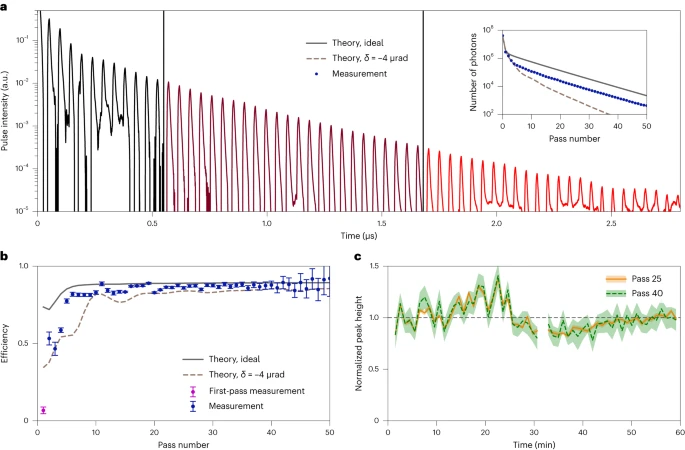 a
10⁻¹
10⁻²
10⁻³
10⁻⁴
10⁻⁵
Pulse intensity (a.u.)
0
0.5
1.0
1.5
2.0
2.5
Time (µs)
Theory, ideal
Theory, δ = −4 µrad
Measurement
Number of photons
10⁸
10⁶
10⁴
10²
0
10
20
30
40
50
Pass number
b
Efficiency
1.0
0.5
0
0
10
20
30
40
50
Pass number
Theory, ideal
Theory, δ = −4 µrad
First-pass measurement
Measurement
c
Normalized peak height
1.5
1.0
0.5
0
0
10
20
30
40
50
60
Time (min)
Pass 25
Pass 40